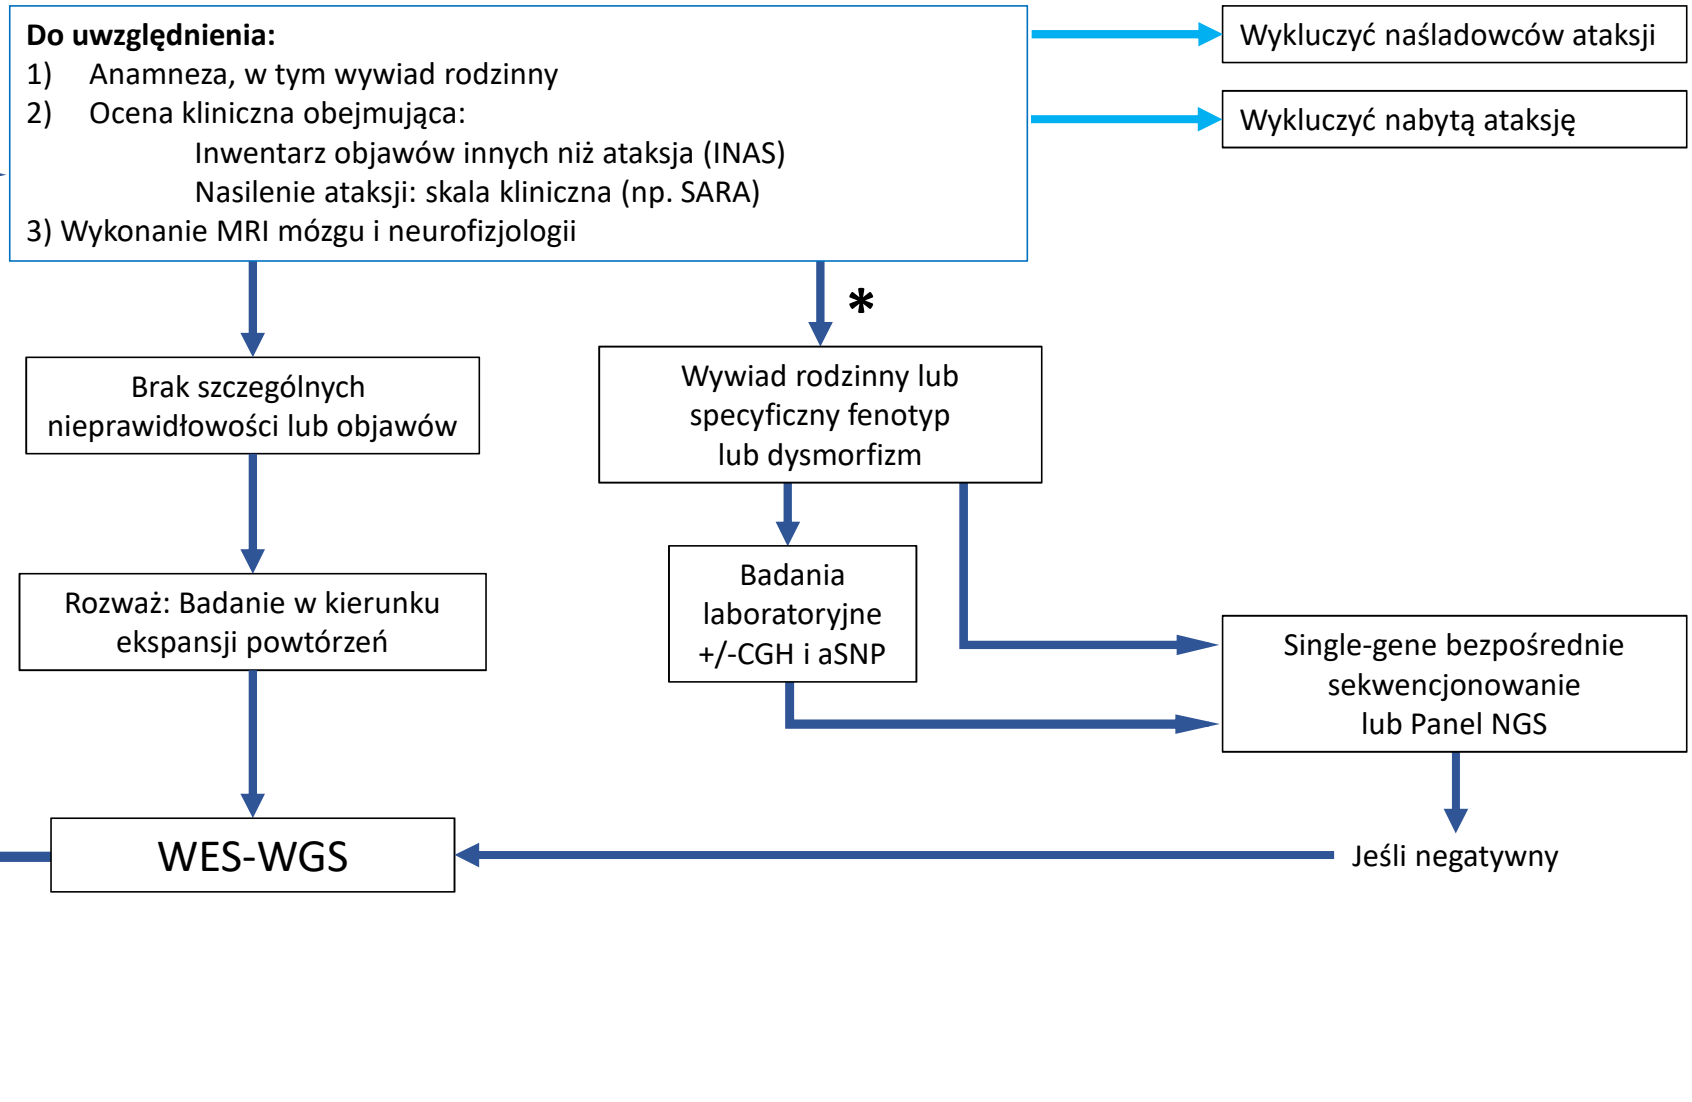 Do uwzględnienia:
1) Anamneza, w tym wywiad rodzinny
2) Ocena kliniczna obejmująca:
Inwentarz objawów innych niż ataksja (INAS)
Nasilenie ataksji: skala kliniczna (np. SARA)
3) Wykonanie MRI mózgu i neurofizjologii
Wykluczyć naśladowców ataksji
Wykluczyć nabytą ataksję
*
Brak szczególnych
nieprawidłowości lub objawów
Wywiad rodzinny lub
specyficzny fenotyp
lub dysmorfizm
Rozważ: Badanie w kierunku
ekspansji powtórzeń
Badania
laboratoryjne
+/-CGH i aSNP
Single-gene bezpośrednie
sekwencjonowanie
lub Panel NGS
WES-WGS
Jeśli negatywny